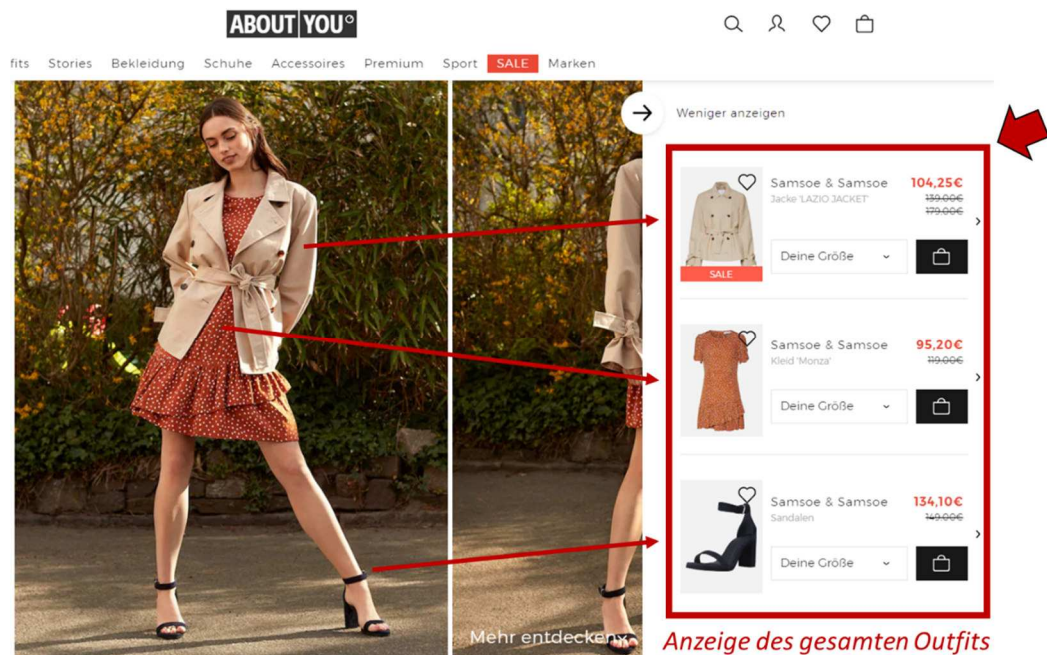 ABOUT YOU°
fits Stories Bekleidung Schuhe Accessoires Premium Sport SALE Marken
Weniger anzeigen
Samsoe & Samsoe 104,25€
Jacke 'LAZIO JACKET' 139.00€
179.00€
Deine Größe
SALE
Samsoe & Samsoe 95,20€
Kleid 'Monza' 119.00€
Deine Größe
Samsoe & Samsoe 134,10€
Sandalen 149.00€
Deine Größe
Mehr entdecken
Anzeige des gesamten Outfits